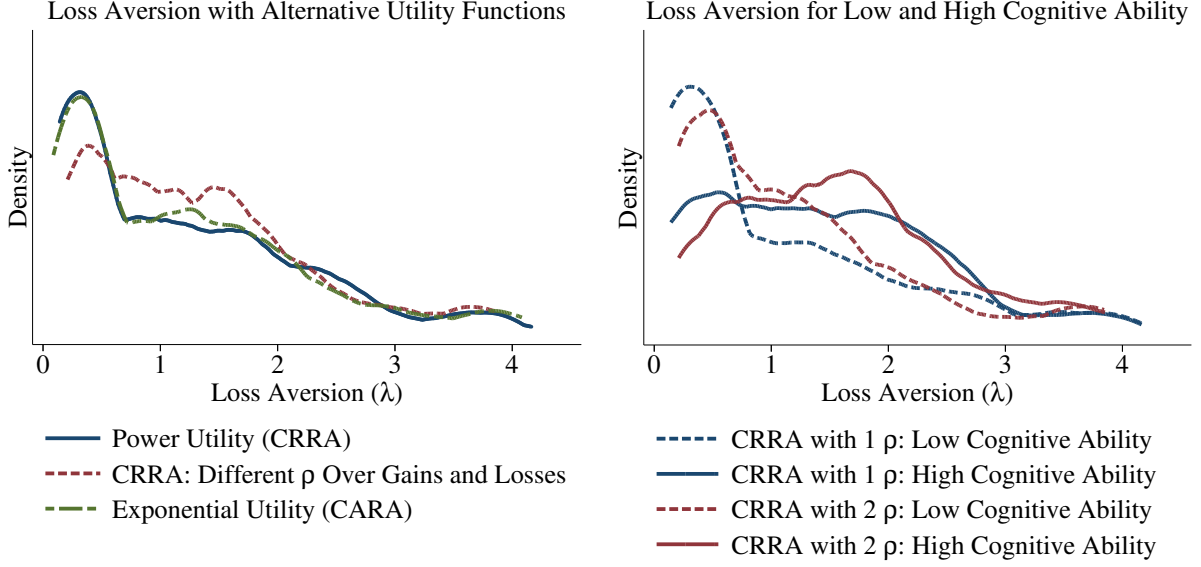 Loss Aversion with Alternative Utility Functions
Density
0 1 2 3 4
Loss Aversion (λ)
Power Utility (CRRA)
CRRA: Different ρ Over Gains and Losses
Exponential Utility (CARA)
Loss Aversion for Low and High Cognitive Ability
Density
0 1 2 3 4
Loss Aversion (λ)
CRRA with 1 ρ: Low Cognitive Ability
CRRA with 1 ρ: High Cognitive Ability
CRRA with 2 ρ: Low Cognitive Ability
CRRA with 2 ρ: High Cognitive Ability